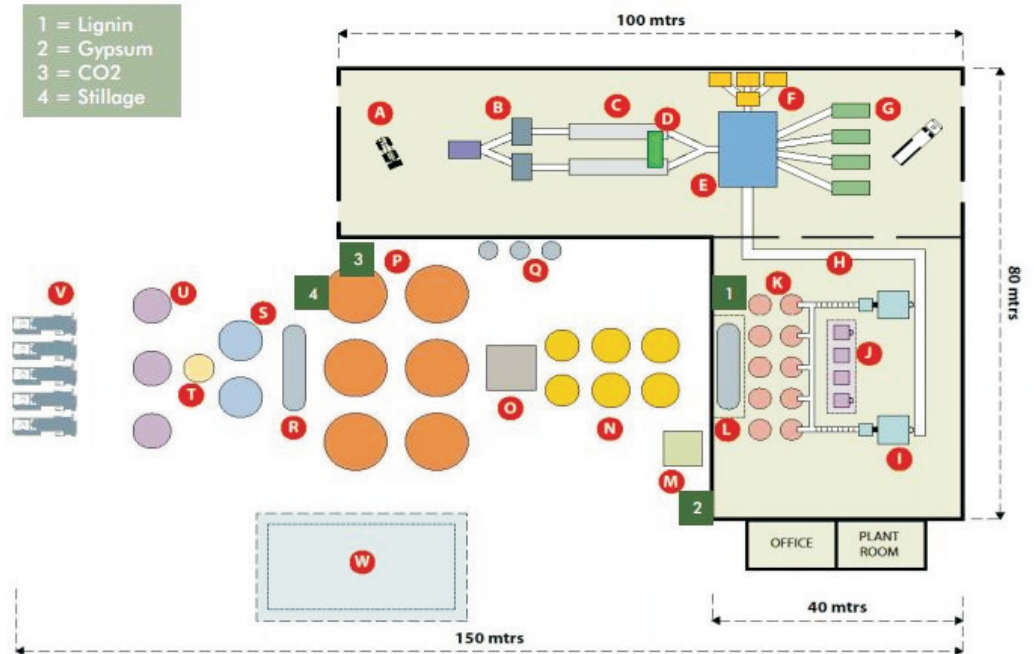 1 = Lignin
2 = Gypsum
3 = CO2
4 = Stillage
100 mtrs
A
B
C
D
F
G
E
80 mtrs
3
P
Q
H
V
U
S
4
1
K
J
T
R
O
N
L
I
M
2
W
OFFICE
PLANT
ROOM
40 mtrs
150 mtrs